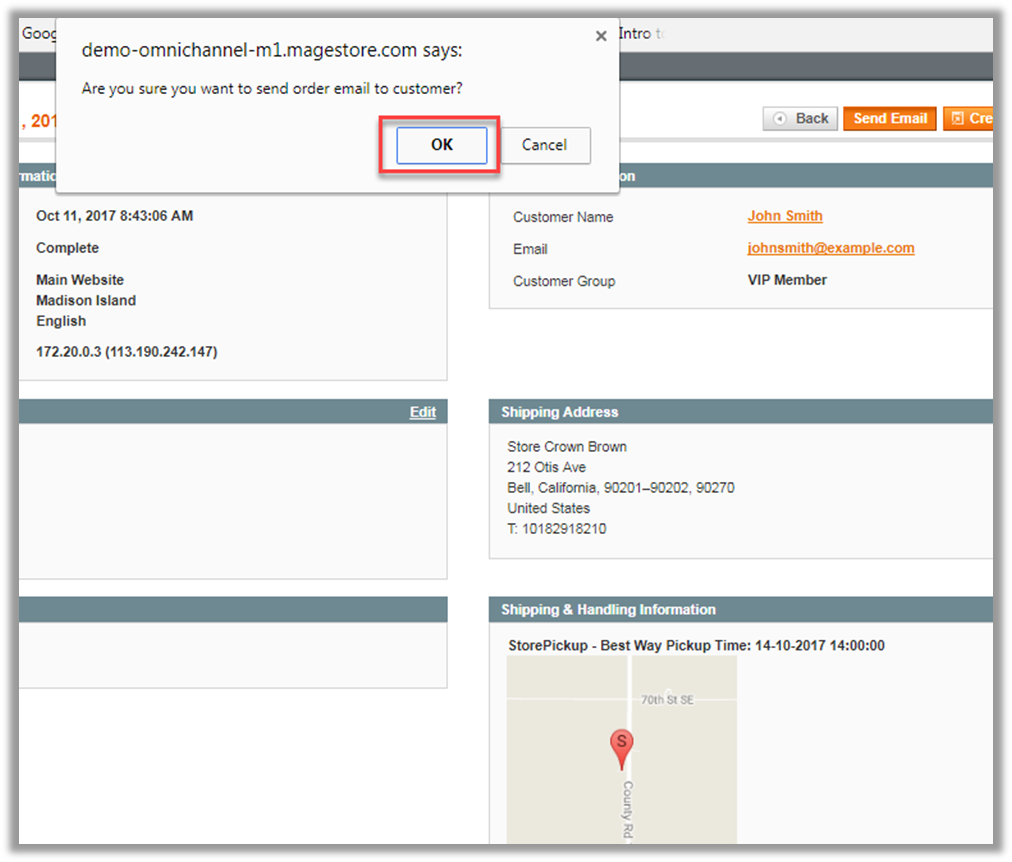 Goog
Intro to
demo-omnichannel-m1.magestore.com says:
Are you sure you want to send order email to customer?
OK
Cancel
, 201
Back
Send Email
Cre
rmatio
on
Oct 11, 2017 8:43:06 AM
Complete
Main Website
Madison Island
English
172.20.0.3 (113.190.242.147)
Customer Name
John Smith
Email
johnsmith@example.com
Customer Group
VIP Member
Edit
Shipping Address
Store Crown Brown
212 Otis Ave
Bell, California, 90201–90202, 90270
United States
T: 10182918210
Shipping & Handling Information
StorePickup - Best Way Pickup Time: 14-10-2017 14:00:00
70th St SE
S
County Rd